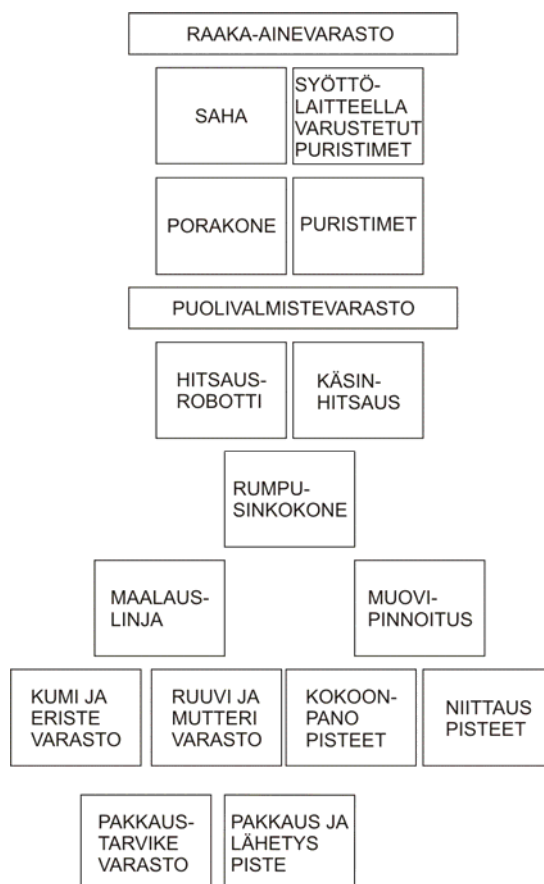 RAAKA-AINEVARASTO
SAHA
SYÖTTÖ-
LAITTEELLA
VARUSTETUT
PURISTIMET
PORAKONE
PURISTIMET
PUOLIVALMISTEVARASTO
HITSAUS-
ROBOTTI
KÄSIN-
HITSAUS
RUMPU-
SINKOKONE
MAALAUS-
LINJA
MUOVI-
PINNOITUS
KUMI JA
ERISTE
VARASTO
RUUVI JA
MUTTERI
VARASTO
KOKOON-
PANO
PISTEET
NIITTAUS
PISTEET
PAKKAUS-
TARVIKE
VARASTO
PAKKAUS JA
LÄHETYS
PISTE